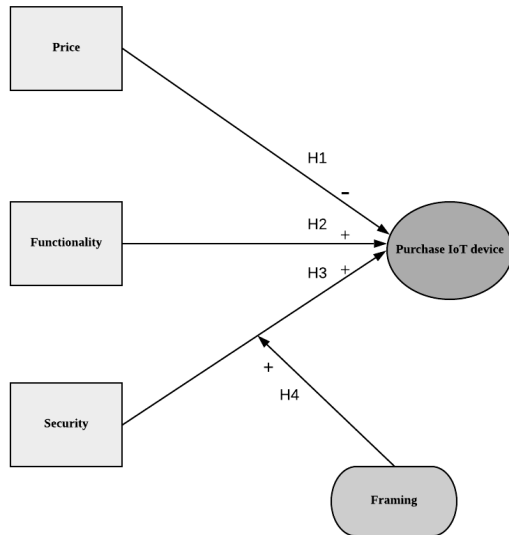 Price
H1
-
H2
+
Functionality
Purchase IoT device
H3
+
+
H4
Security
Framing